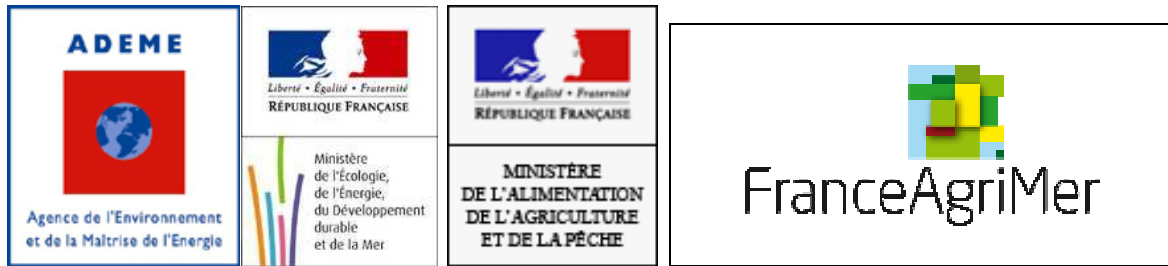 ADEME
Agence de l'Environnement
et de la Maîtrise de l'Energie
Liberté • Égalité • Fraternité
RÉPUBLIQUE FRANÇAISE
Ministère
de l'Écologie,
de l'Énergie,
du Développement
durable
et de la Mer
Liberté • Égalité • Fraternité
RÉPUBLIQUE FRANÇAISE
MINISTÈRE
DE L'ALIMENTATION
DE L'AGRICULTURE
ET DE LA PÊCHE
FranceAgriMer